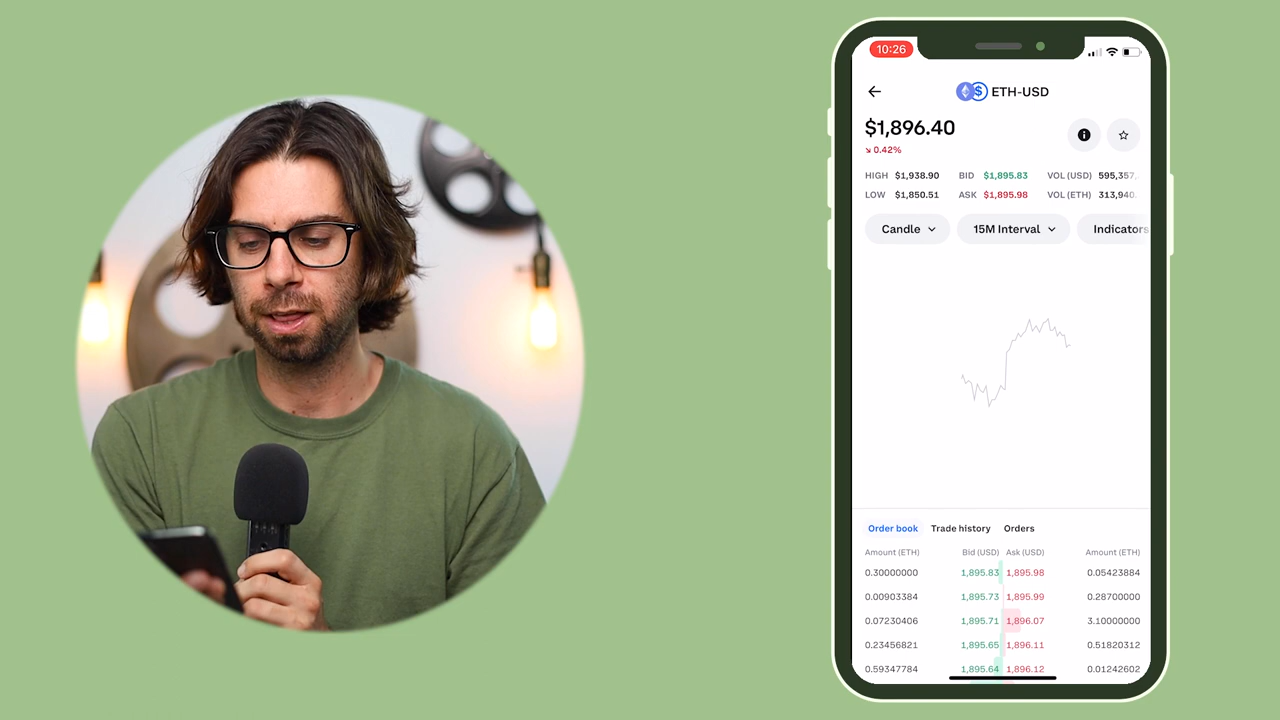 10:26
ETH-USD
$1,896.40
↘ 0.42%
HIGH $1,938.90 BID $1,895.83 VOL (USD) 595,357,
LOW $1,850.51 ASK $1,895.98 VOL (ETH) 313,940.
Candle 15M Interval Indicators
Order book Trade history Orders
Amount (ETH) Bid (USD) Ask (USD) Amount (ETH)
0.30000000 1,895.83 1,895.98 0.05423884
0.00903384 1,895.73 1,895.99 0.28700000
0.07230406 1,895.71 1,896.07 3.10000000
0.23456821 1,895.65 1,896.11 0.51820312
0.59347784 1,895.64 1,896.12 0.01242602